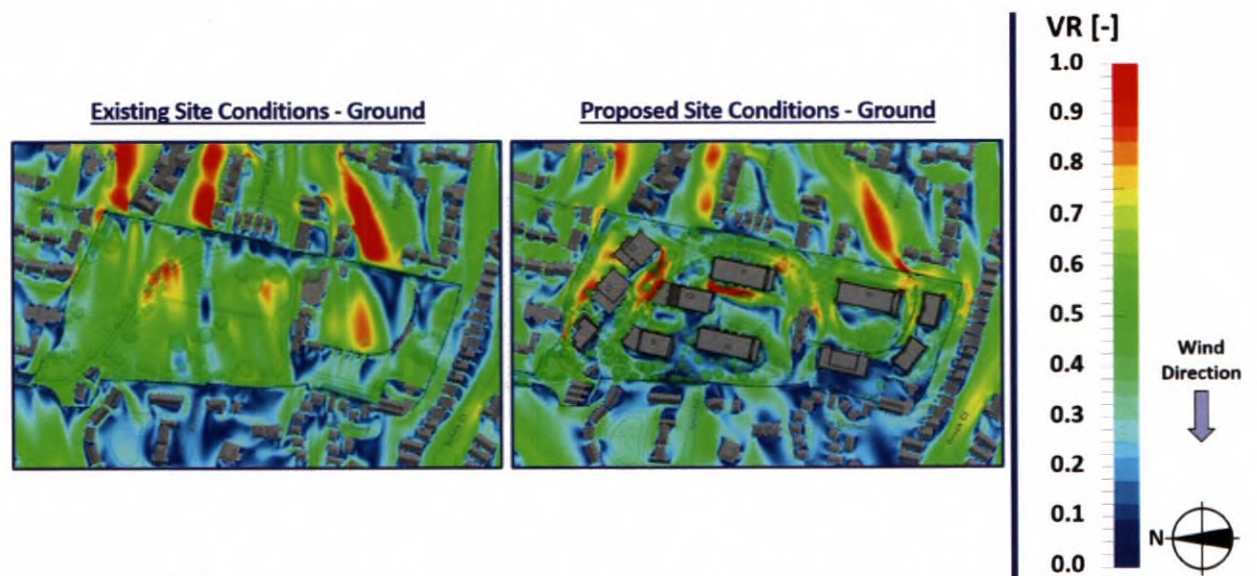 Existing Site Conditions - Ground
Proposed Site Conditions - Ground
VR [-]
1.0
0.9
0.8
0.7
0.6
0.5
0.4
0.3
0.2
0.1
0.0
Wind
Direction
N